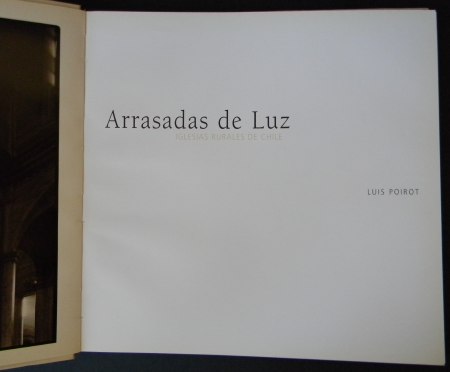 Arrasadas de Luz
IGLESIAS RURALES DE CHILE
LUIS POIROT